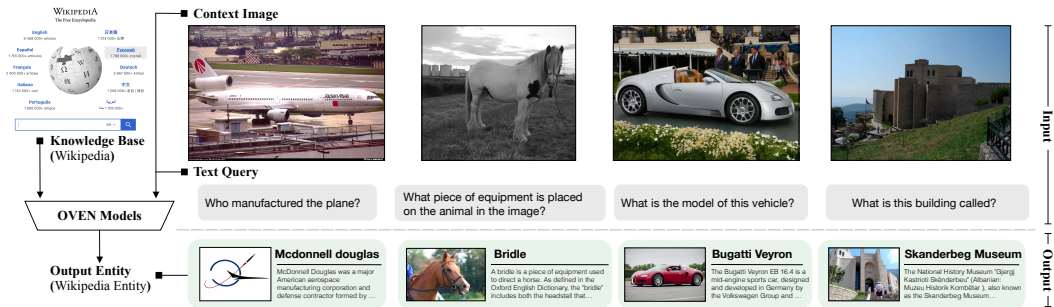 WIKIPEDIA
The Free Encyclopedia
English
日本語
Español
Русский
Français
Deutsch
Italiano
中文
Português
العربية
EN
Knowledge Base
(Wikipedia)
OVEN Models
Output Entity
(Wikipedia Entity)
Context Image
JapanAsia
Text Query
Who manufactured the plane?
What piece of equipment is placed
on the animal in the image?
What is the model of this vehicle?
What is this building called?
Input
Mcdonnell douglas
McDonnell Douglas was a major
American aerospace
manufacturing corporation and
defense contractor formed by ...
Bridle
A bridle is a piece of equipment used
to direct a horse. As defined in the
Oxford English Dictionary, the "bridle"
includes both the headstall that...
Bugatti Veyron
The Bugatti Veyron EB 16.4 is a
mid-engine sports car, designed
and developed in Germany by
the Volkswagen Group and ...
Skanderbeg Museum
The National History Museum "Gjergj
Kastrioti Skënderbeu" (Albanian:
Muzeu Historik Kombëtar ), also known
as the Skanderbeg Museum...
Output